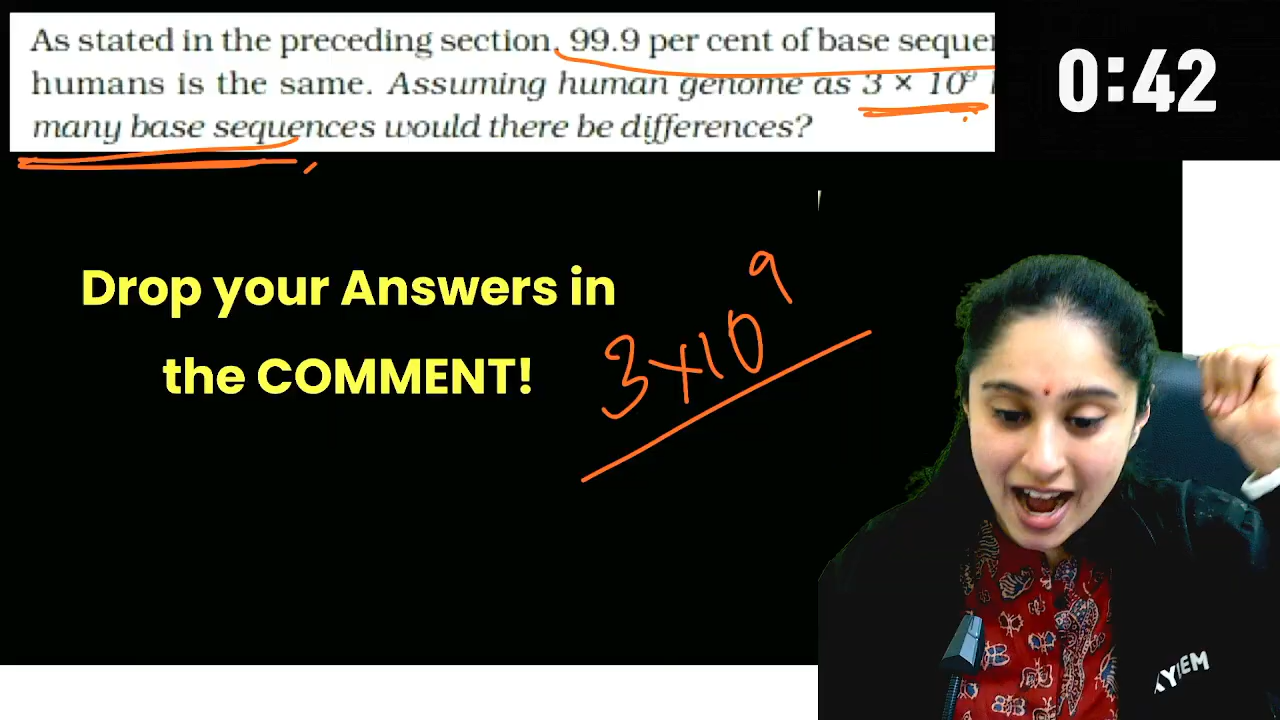 As stated in the preceding section, 99.9 per cent of base
humans is the same. Assuming human genome as 3 × 10⁹
many base sequences would there be differences?
0:42
Drop your Answers in
the COMMENT!
3×10⁹